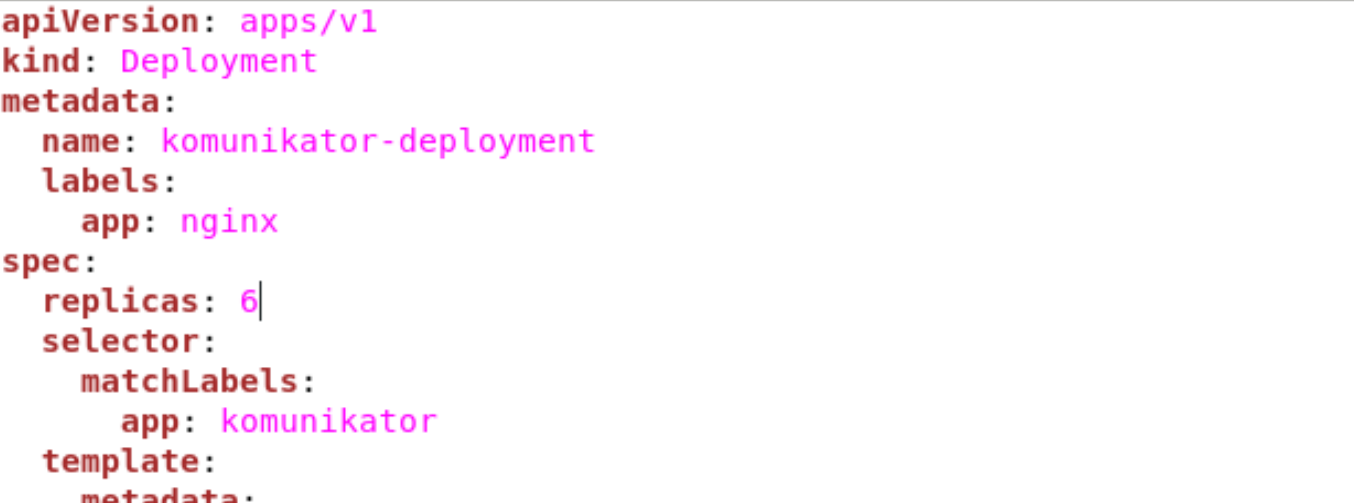 apiVersion: apps/v1
kind: Deployment
metadata:
  name: komunikator-deployment
  labels:
    app: nginx
spec:
  replicas: 6
  selector:
    matchLabels:
      app: komunikator
  template:
    metadata: